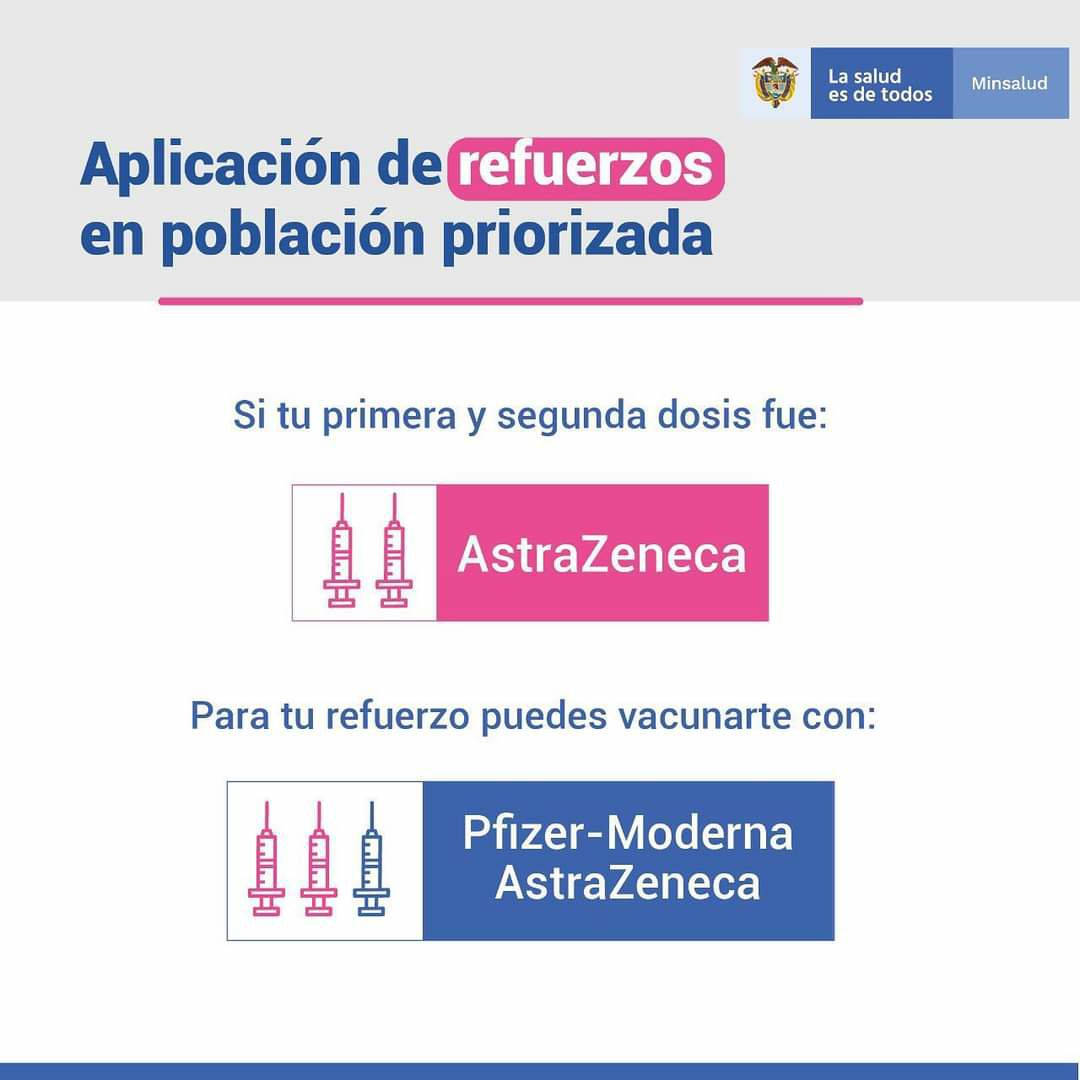 La salud
es de todos
Minsalud
Aplicación de refuerzos
en población priorizada
Si tu primera y segunda dosis fue:
AstraZeneca
Para tu refuerzo puedes vacunarte con:
Pfizer-Moderna
AstraZeneca